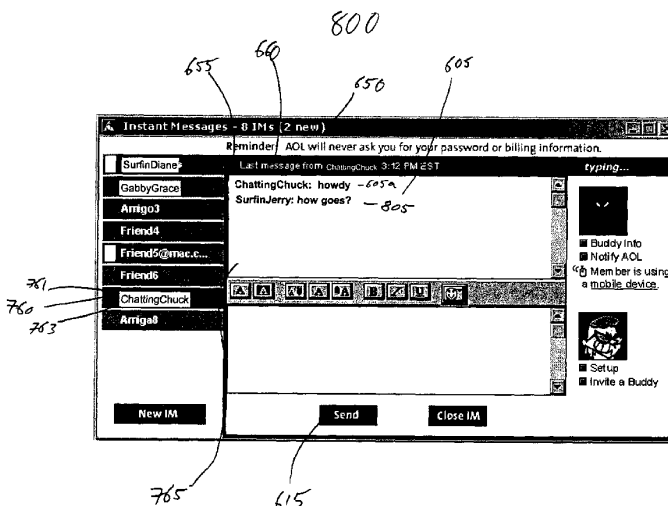 800
655
660
605
650
Instant Messages - 8 IMs (2 new)
Reminder: AOL will never ask you for your password or billing information.
SurfinDiane
Last message from ChattingChuck 3:12 PM EST
typing...
GabbyGrace
ChattingChuck: howdy
605a
Amigo3
SurfinJerry: how goes?
805
Friend4
Friend5@mac.c...
Buddy Info
Notify AOL
Friend6
Member is using
a mobile device.
761
760
ChattingChuck
763
Amiga8
B
U
Setup
Invite a Buddy
New IM
Send
Close IM
765
615